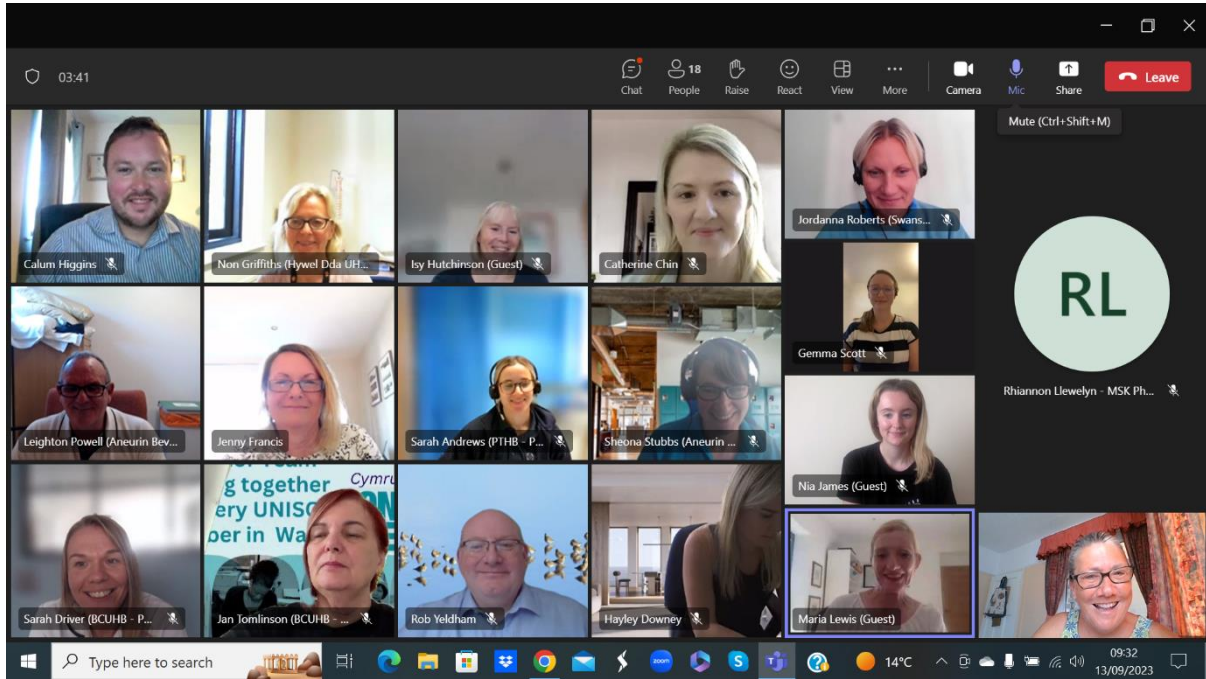 03:41
18
Chat
People
Raise
React
View
More
Camera
Mic
Share
Leave
Mute (Ctrl+Shift+M)
Calum Higgins
Non Griffiths (Hywel Dda UH...
Isy Hutchinson (Guest)
Catherine Chin
Jordanna Roberts (Swans...
Gemma Scott
RL
Rhiannon Llewelyn - MSK Ph...
Leighton Powell (Aneurin Bev...
Jenny Francis
Sarah Andrews (PTHB - P...
Sheona Stubbs (Aneurin ...
Nia James (Guest)
g together
Cymru
ery UNISO
ber in Wa
Sarah Driver (BCUHB - P...
Jan Tomlinson (BCUHB - ...
Rob Yeldham
Hayley Downey
Maria Lewis (Guest)
Type here to search
zoom
14°C
09:32
13/09/2023